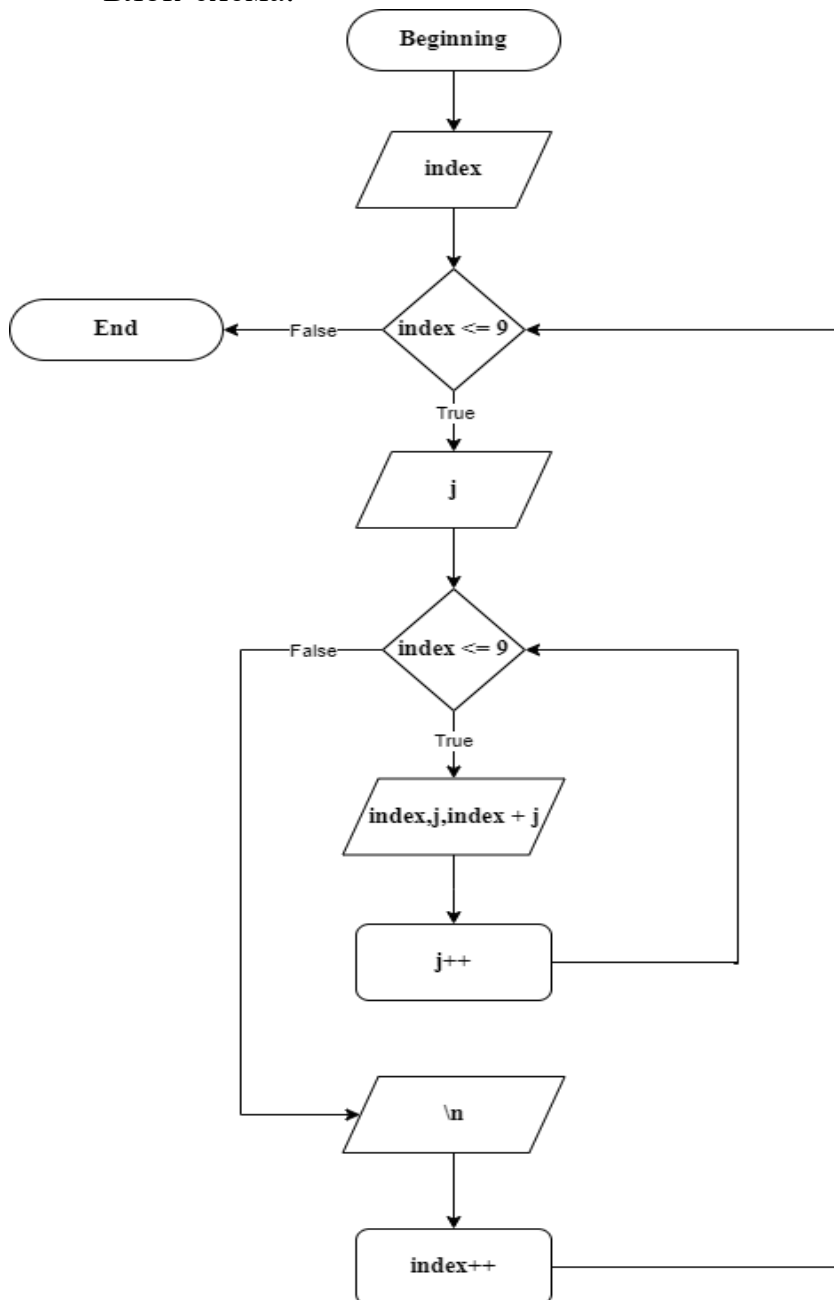 Beginning
index
index <= 9
False
End
True
j
index <= 9
False
True
index,j,index + j
j++
\n
index++